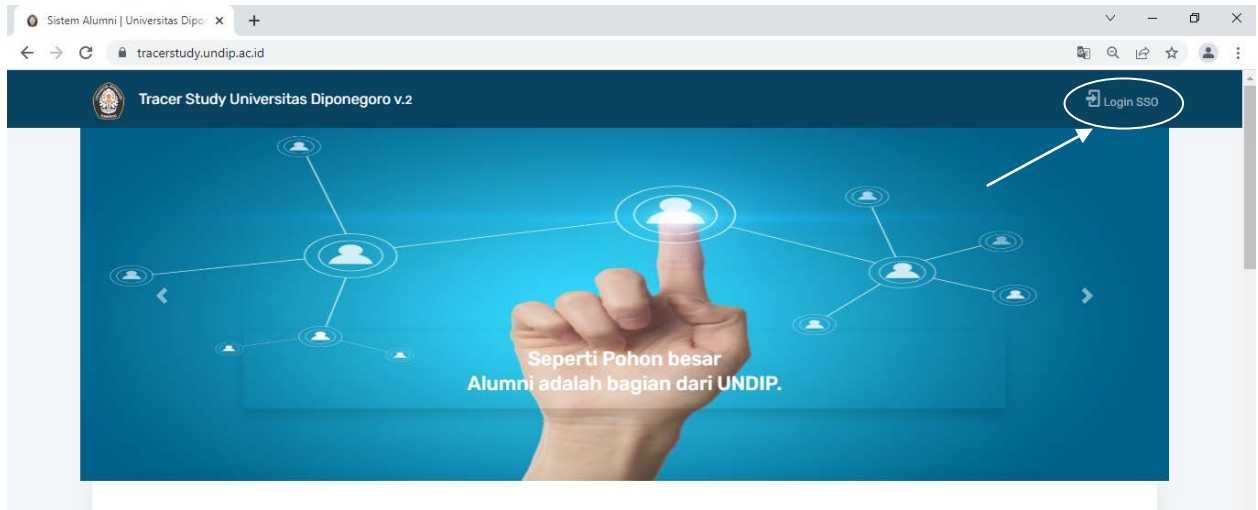 Sistem Alumni | Universitas Dipo
tracerstudy.undip.ac.id
Tracer Study Universitas Diponegoro v.2
Login SSO
Seperti Pohon besar
Alumni adalah bagian dari UNDIP.